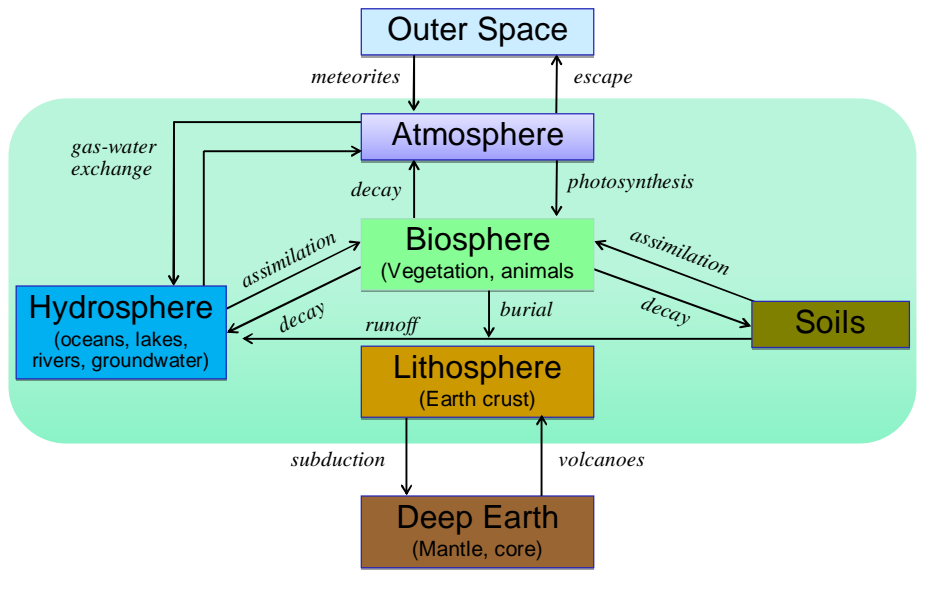 Outer Space
meteorites
escape
Atmosphere
gas-water
exchange
decay
photosynthesis
Biosphere
(Vegetation, animals
assimilation
assimilation
Hydrosphere
(oceans, lakes,
rivers, groundwater)
decay
runoff
burial
decay
Soils
Lithosphere
(Earth crust)
subduction
volcanoes
Deep Earth
(Mantle, core)